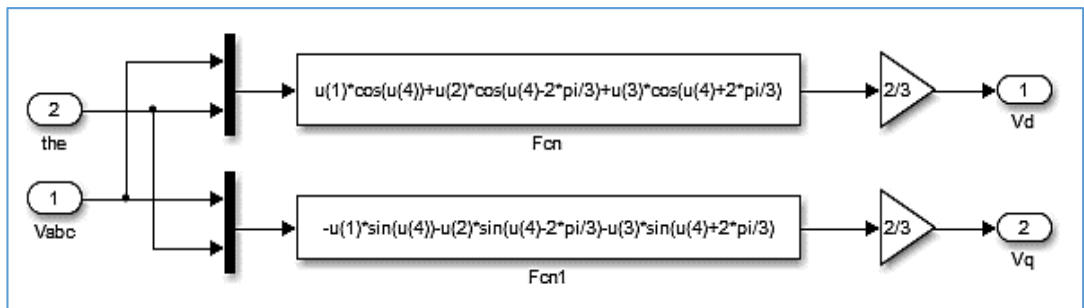 u(1)*cos(u(4))+u(2)*cos(u(4)-2*pi/3)+u(3)*cos(u(4)+2*pi/3)
Fcn
2/3
1
Vd
2
the
1
Vabc
-u(1)*sin(u(4))-u(2)*sin(u(4)-2*pi/3)-u(3)*sin(u(4)+2*pi/3)
Fcn1
2/3
2
Vq